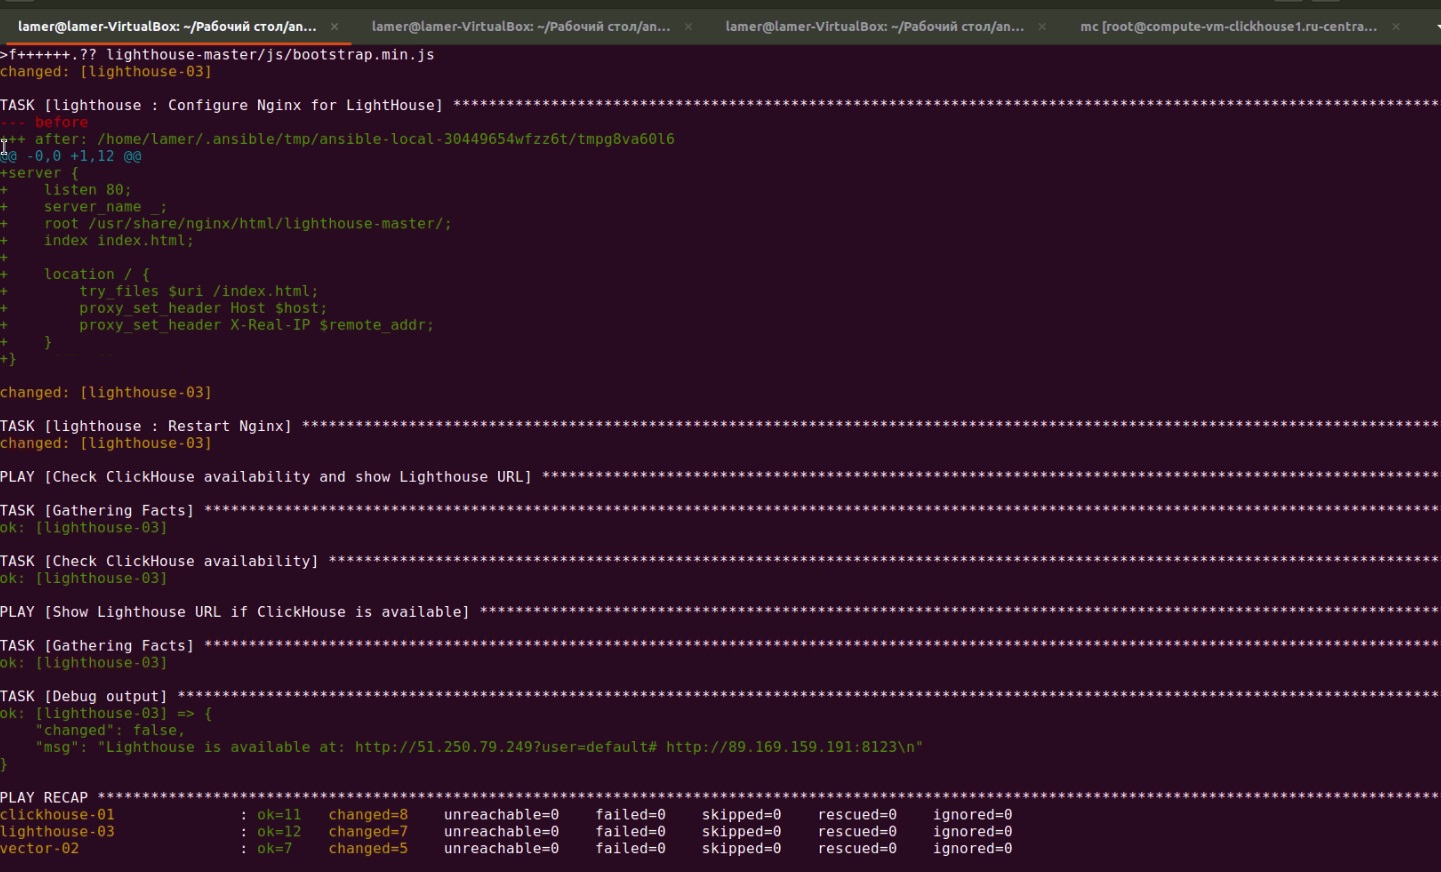 lamer@lamer-VirtualBox: ~/Рабочий стол/an...
lamer@lamer-VirtualBox: ~/Рабочий стол/an...
lamer@lamer-VirtualBox: ~/Рабочий стол/an...
mc [root@compute-vm-clickhouse1.ru-centra...
>f++++++.?? lighthouse-master/js/bootstrap.min.js
changed: [lighthouse-03]
TASK [lighthouse : Configure Nginx for LightHouse] ****************************************************************************************************************
--- before
+++ after: /home/lamer/.ansible/tmp/ansible-local-30449654wfzz6t/tmpg8va60l6
@@ -0,0 +1,12 @@
+server {
+    listen 80;
+    server_name _;
+    root /usr/share/nginx/html/lighthouse-master/;
+    index index.html;
+
+    location / {
+        try_files $uri /index.html;
+        proxy_set_header Host $host;
+        proxy_set_header X-Real-IP $remote_addr;
+    }
+}
changed: [lighthouse-03]
TASK [lighthouse : Restart Nginx] *********************************************************************************************************************************
changed: [lighthouse-03]
PLAY [Check ClickHouse availability and show Lighthouse URL] ******************************************************************************************************
TASK [Gathering Facts] ********************************************************************************************************************************************
ok: [lighthouse-03]
TASK [Check ClickHouse availability] ******************************************************************************************************************************
ok: [lighthouse-03]
PLAY [Show Lighthouse URL if ClickHouse is available] *************************************************************************************************************
TASK [Gathering Facts] ********************************************************************************************************************************************
ok: [lighthouse-03]
TASK [Debug output] ***********************************************************************************************************************************************
ok: [lighthouse-03] => {
    "changed": false,
    "msg": "Lighthouse is available at: http://51.250.79.249?user=default# http://89.169.159.191:8123\n"
}
PLAY RECAP ********************************************************************************************************************************************************
clickhouse-01              : ok=11   changed=8    unreachable=0    failed=0    skipped=0    rescued=0    ignored=0
lighthouse-03              : ok=12   changed=7    unreachable=0    failed=0    skipped=0    rescued=0    ignored=0
vector-02                  : ok=7    changed=5    unreachable=0    failed=0    skipped=0    rescued=0    ignored=0